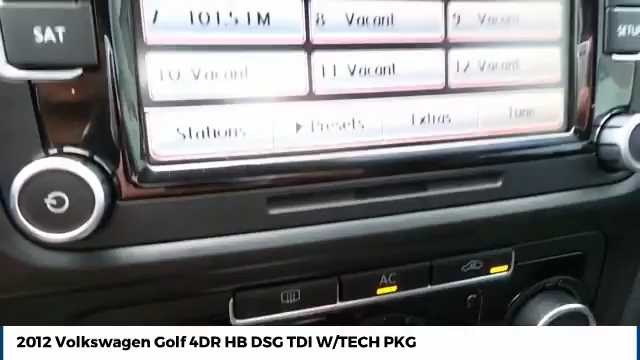 SAT
7 101.5 FM 8 Vacant 9 Vacant
SETUP
10 Vacant 11 Vacant 12 Vacant
Stations Presets Extras Tune
AC
2012 Volkswagen Golf 4DR HB DSG TDI W/TECH PKG